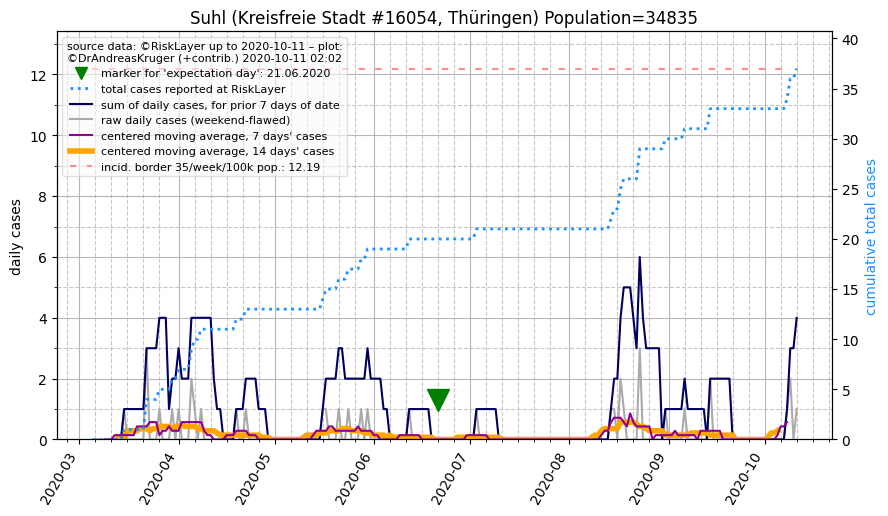 Suhl (Kreisfreie Stadt #16054, Thüringen) Population=34835
source data: ©RiskLayer up to 2020-10-11 – plot:
©DrAndreasKruger (+contrib.) 2020-10-11 02:02
marker for 'expectation day': 21.06.2020
total cases reported at RiskLayer
sum of daily cases, for prior 7 days of date
raw daily cases (weekend-flawed)
centered moving average, 7 days' cases
centered moving average, 14 days' cases
incid. border 35/week/100k pop.: 12.19
daily cases
12
10
8
6
4
2
0
cumulative total cases
40
35
30
25
20
15
10
5
0
2020-03
2020-04
2020-05
2020-06
2020-07
2020-08
2020-09
2020-10